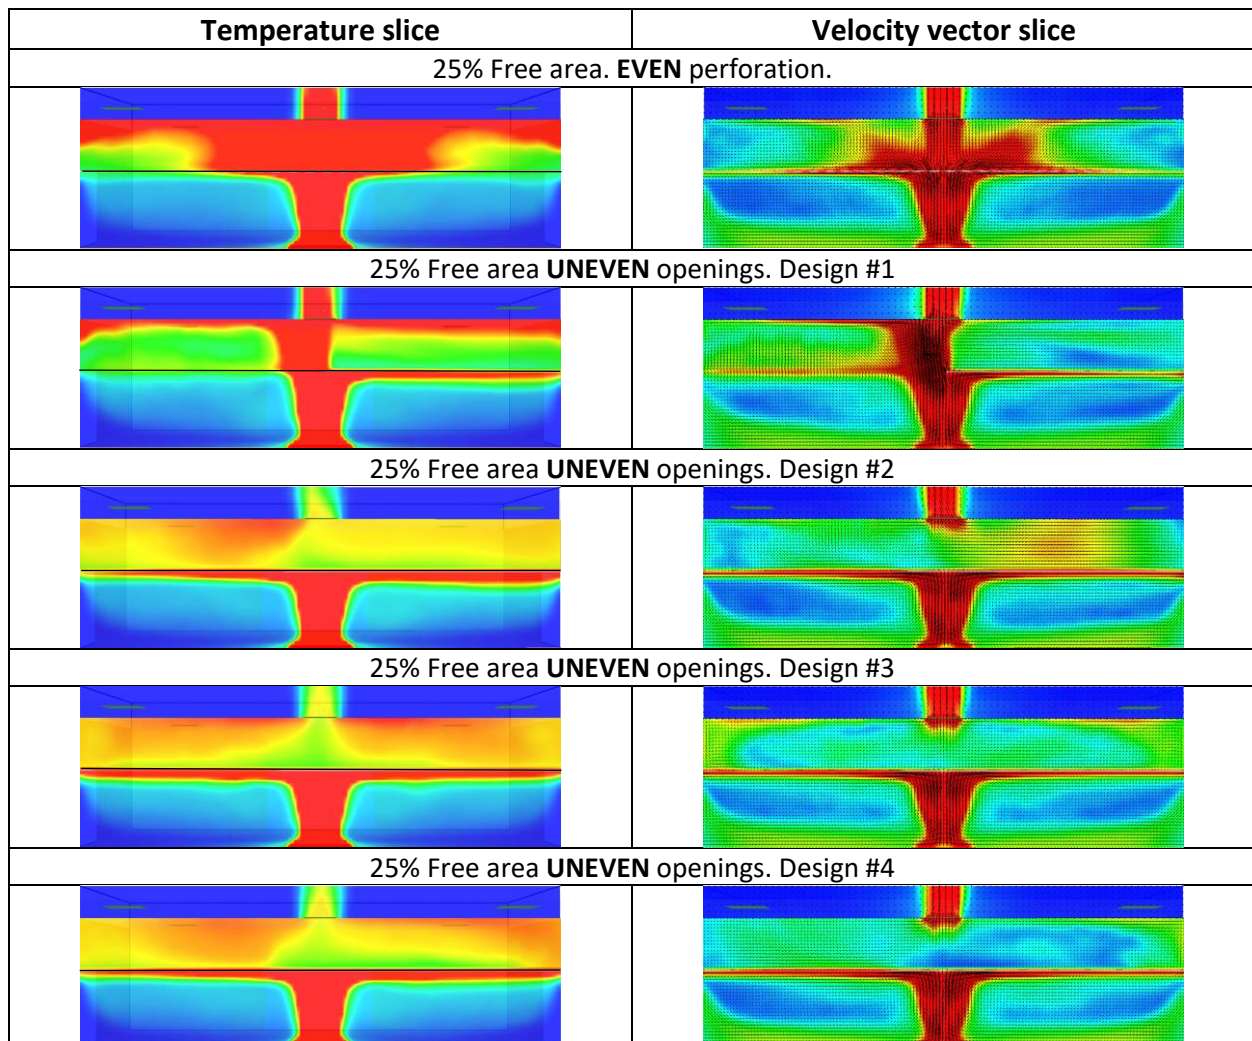 Temperature slice
Velocity vector slice
25% Free area. EVEN perforation.
25% Free area UNEVEN openings. Design #1
25% Free area UNEVEN openings. Design #2
25% Free area UNEVEN openings. Design #3
25% Free area UNEVEN openings. Design #4